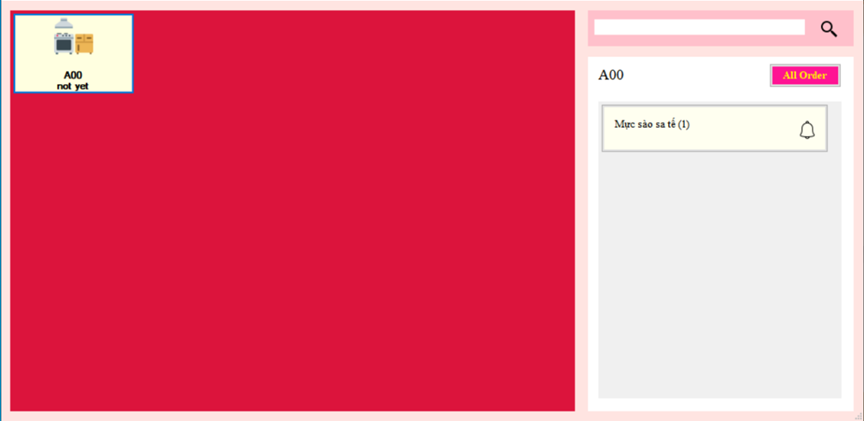 A00
not yet
A00
All Order
Mực sào sa tế (1)